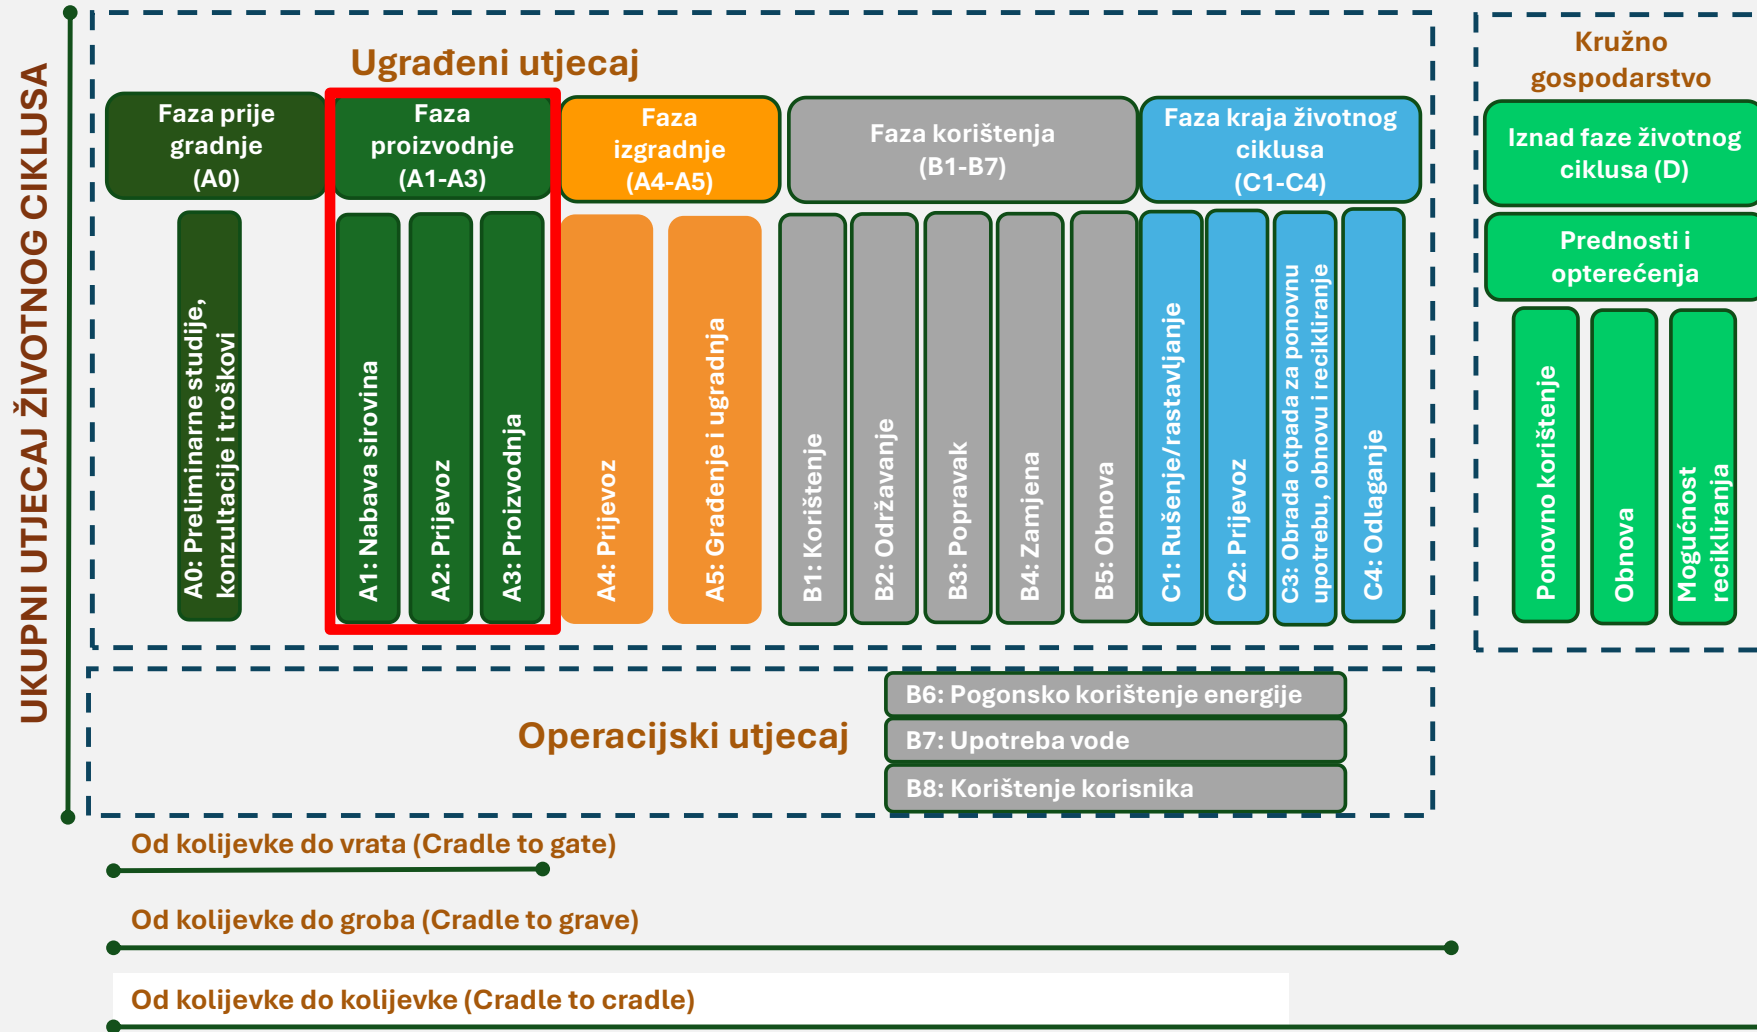 UKUPNI UTJECAJ ŽIVOTNOG CIKLUSA
Ugrađeni utjecaj
Faza prije
gradnje
(A0)
Faza
proizvodnje
(A1-A3)
Faza
izgradnje
(A4-A5)
Faza korištenja
(B1-B7)
Faza kraja životnog
ciklusa
(C1-C4)
A0: Preliminarne studije,
konzultacije i troškovi
A1: Nabava sirovina
A2: Prijevoz
A3: Proizvodnja
A4: Prijevoz
A5: Građenje i ugradnja
B1: Korištenje
B2: Održavanje
B3: Popravak
B4: Zamjena
B5: Obnova
C1: Rušenje/rastavljanje
C2: Prijevoz
C3: Obrada otpada za ponovnu
upotrebu, obnovu i recikliranje
C4: Odlaganje
Kružno
gospodarstvo
Iznad faze životnog
ciklusa (D)
Prednosti i
opterećenja
Ponovno korištenje
Obnova
Mogućnost
recikliranja
Operacijski utjecaj
B6: Pogonsko korištenje energije
B7: Upotreba vode
B8: Korištenje korisnika
Od kolijevke do vrata (Cradle to gate)
Od kolijevke do groba (Cradle to grave)
Od kolijevke do kolijevke (Cradle to cradle)